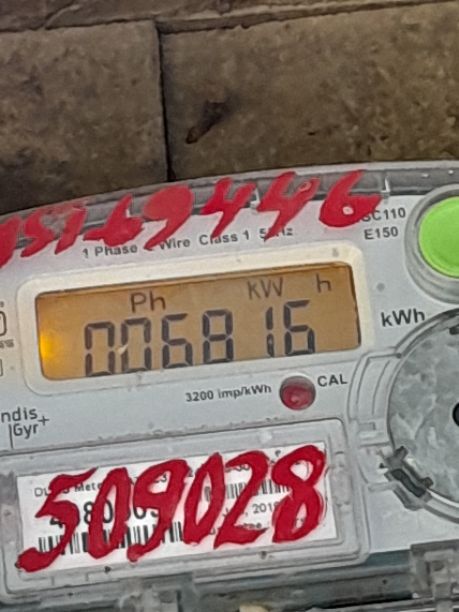 69446
SC110
E150
1 Phase 2 Wire Class 1 50Hz
Ph KW h
006816
kWh
3200 imp/kWh CAL
ndis
Gyr+
509028